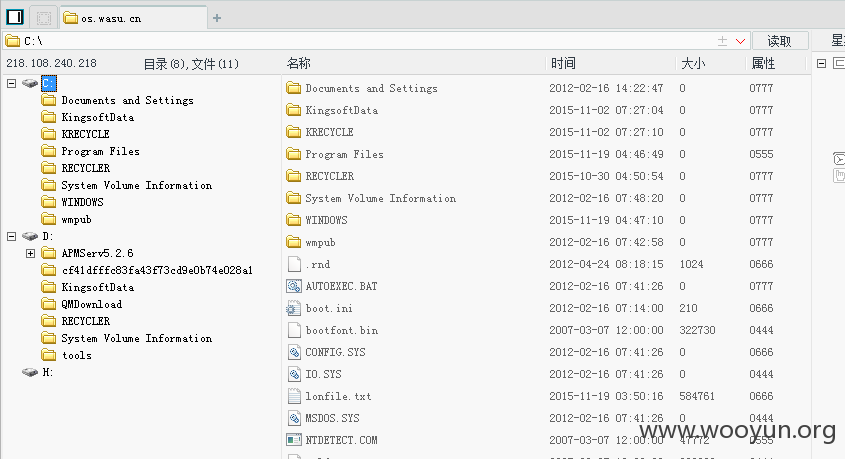 os.wasu.cn
C:\
读取
218.108.240.218 目录(8),文件(11)
名称 时间 大小 属性
C:
Documents and Settings
KingsoftData
KRECYCLE
Program Files
RECYCLER
System Volume Information
WINDOWS
wmpub
D:
APMServ5.2.6
cf41dfffc83fa43f73cd9e0b74e028a1
KingsoftData
QMDownload
RECYCLER
System Volume Information
tools
H:
Documents and Settings 2012-02-16 14:22:47 0 0777
KingsoftData 2015-11-02 07:27:04 0 0777
KRECYCLE 2015-11-02 07:27:10 0 0777
Program Files 2015-11-19 04:46:49 0 0555
RECYCLER 2015-10-30 04:50:54 0 0777
System Volume Information 2012-02-16 07:48:20 0 0777
WINDOWS 2015-11-19 04:47:10 0 0777
wmpub 2012-02-16 07:42:58 0 0777
.rnd 2012-04-24 08:18:15 1024 0666
AUTOEXEC.BAT 2012-02-16 07:41:26 0 0777
boot.ini 2012-02-16 07:14:00 210 0666
bootfont.bin 2007-03-07 12:00:00 322730 0444
CONFIG.SYS 2012-02-16 07:41:26 0 0666
IO.SYS 2012-02-16 07:41:26 0 0444
lonfile.txt 2015-11-19 03:50:16 584761 0666
MSDOS.SYS 2012-02-16 07:41:26 0 0444
NTDETECT.COM 2007-03-07 12:00:00 47772 0555
www.wooyun.org